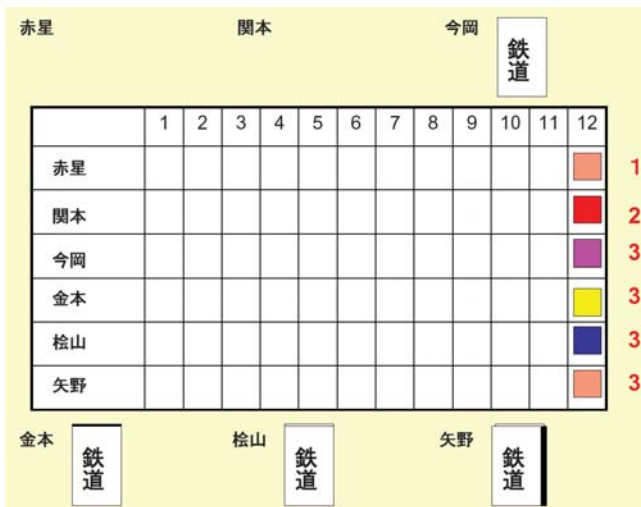 赤星 関本 今岡
鉄道
1 2 3 4 5 6 7 8 9 10 11 12
赤星 1
関本 2
今岡 3
金本 3
桧山 3
矢野 3
金本 桧山 矢野
鉄道 鉄道 鉄道